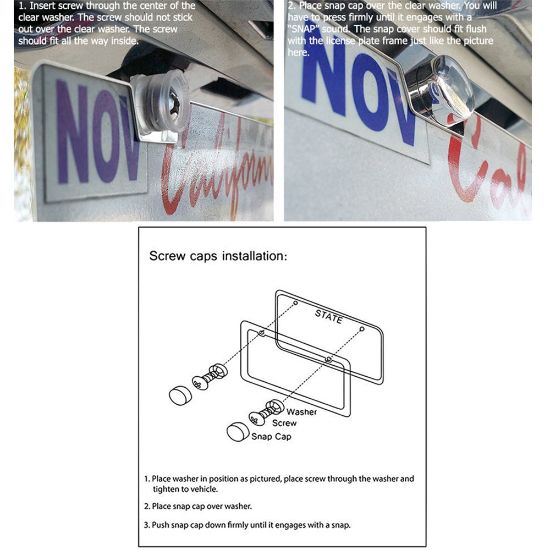 1. Insert screw through the center of the
clear washer. The screw should not stick
out over the clear washer. The screw
should fit all the way inside.
NOV
California
2. Place snap cap over the clear washer. You will
have to press firmly until it engages with a
"SNAP" sound. The snap cover should fit flush
with the license plate frame just like the picture
here.
NOV
Cal
Screw caps installation:
STATE
Washer
Screw
Snap Cap
1. Place washer in position as pictured, place screw through the washer and
tighten to vehicle.
2. Place snap cap over washer.
3. Push snap cap down firmly until it engages with a snap.